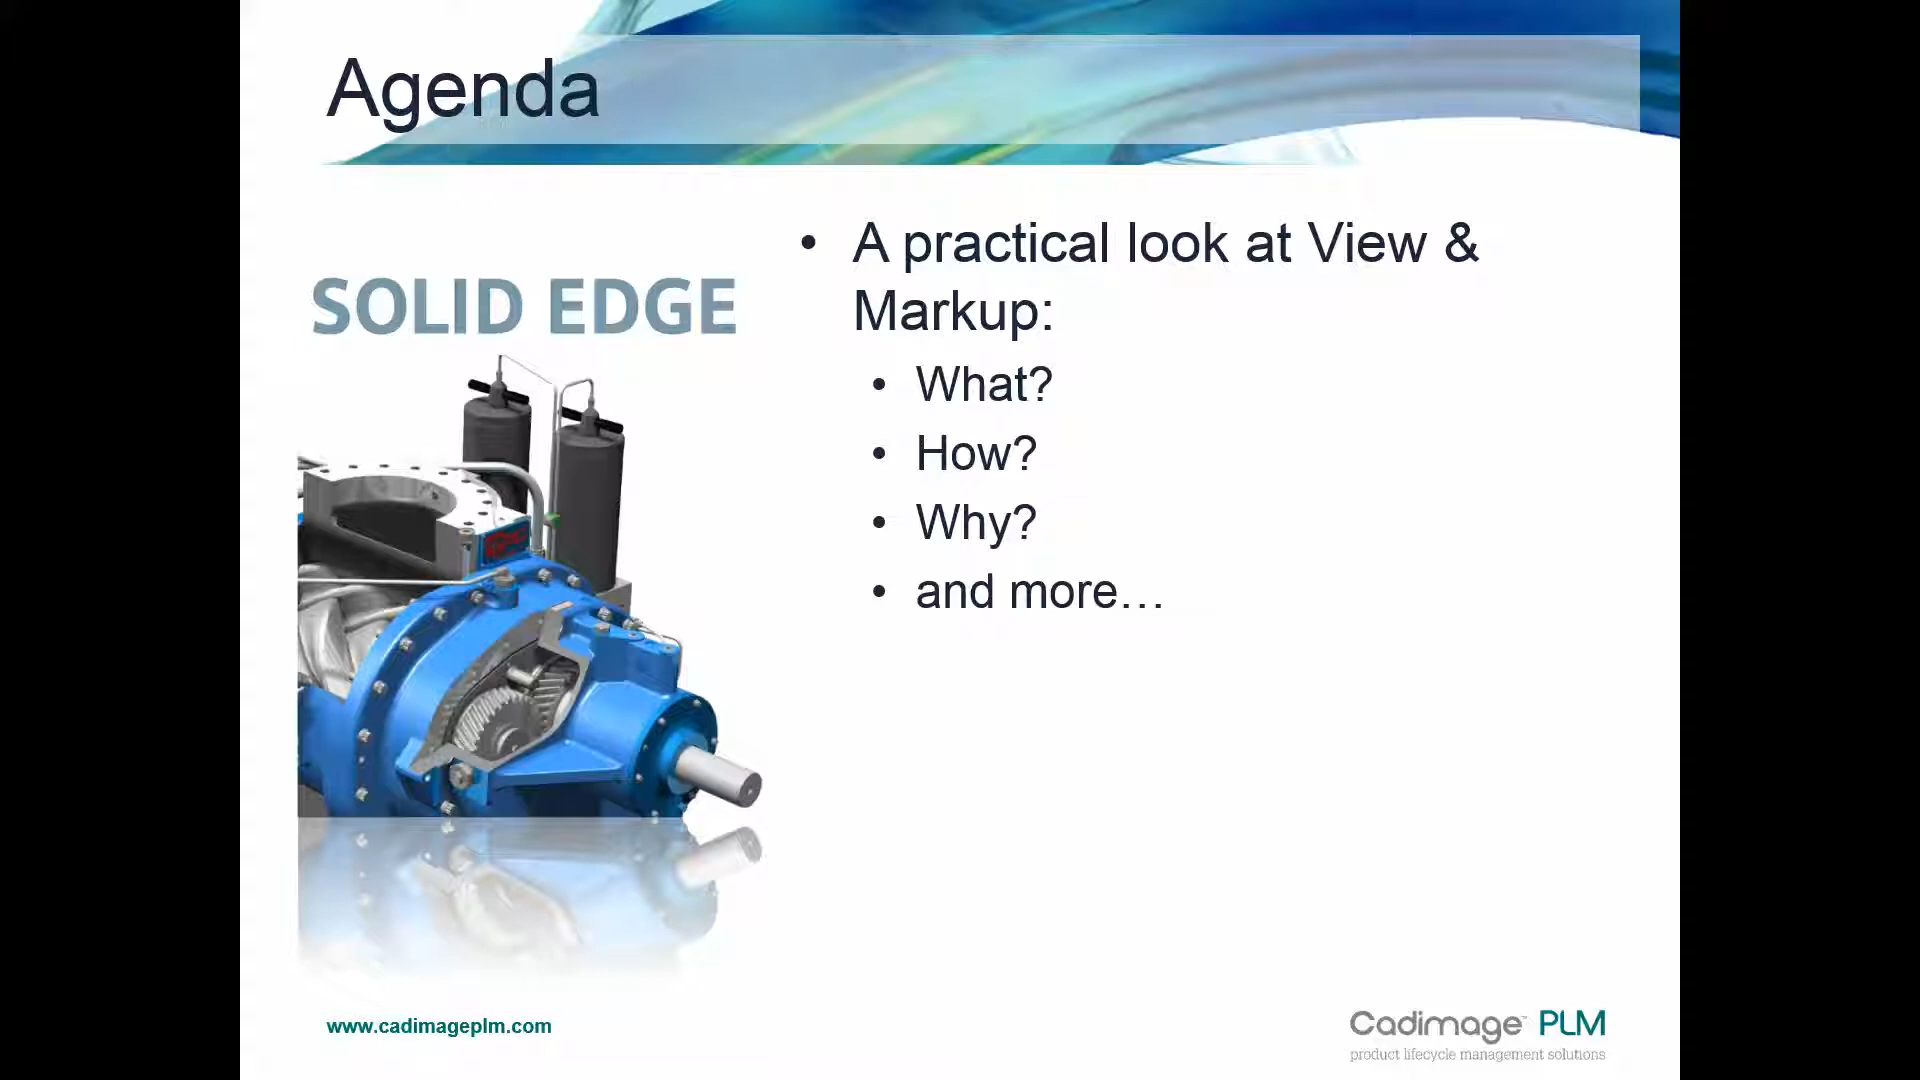 Agenda
SOLID EDGE
• A practical look at View &
Markup:
• What?
• How?
• Why?
• and more…
www.cadimageplm.com
Cadimage™ PLM
product lifecycle management solutions